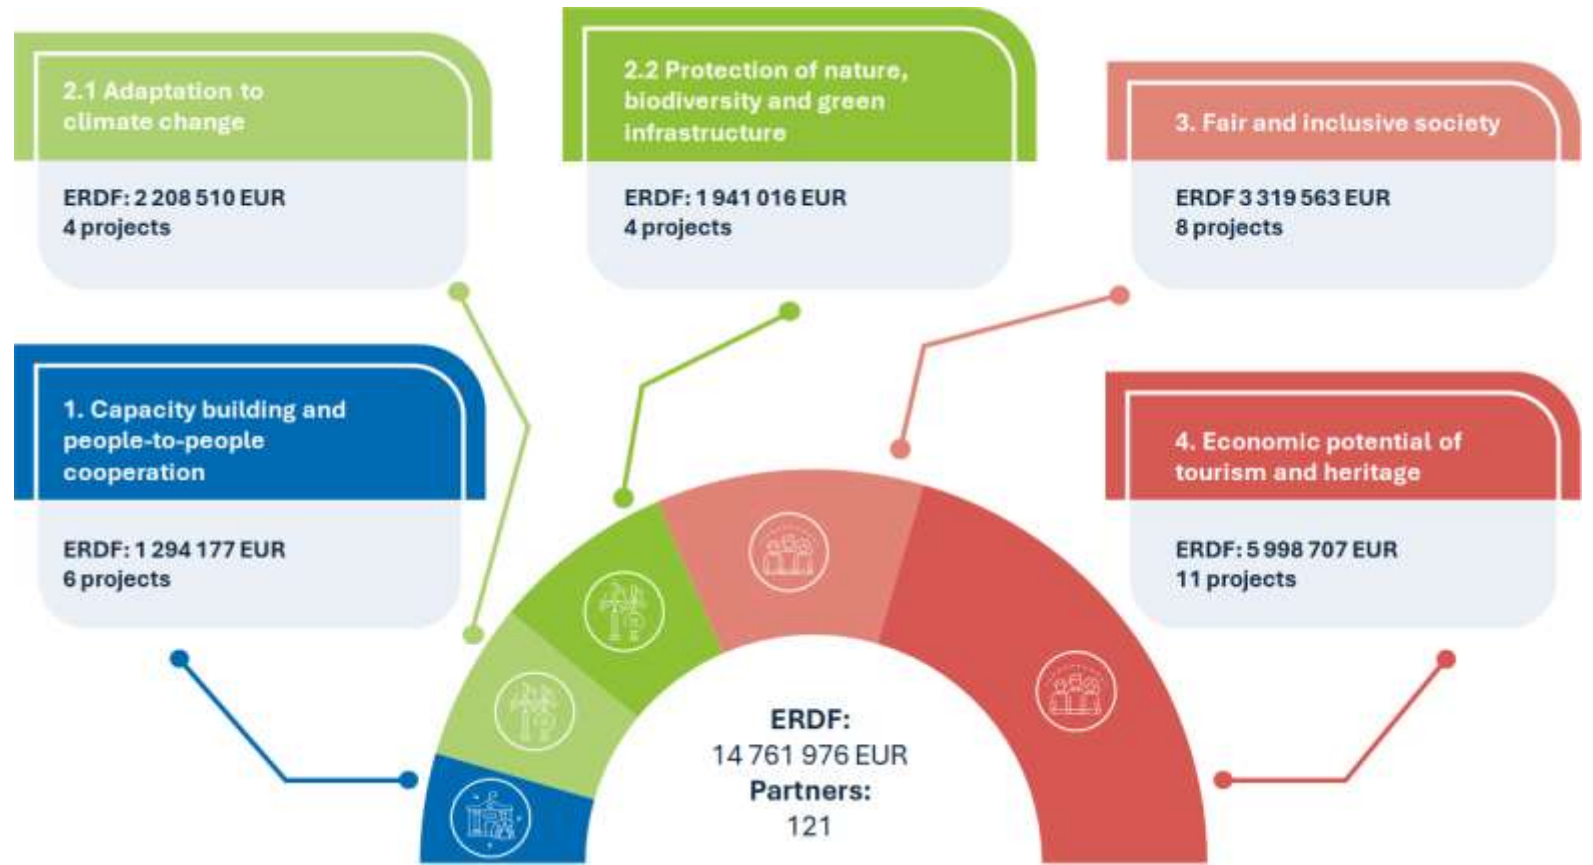 2.1 Adaptation to
climate change
ERDF: 2 208 510 EUR
4 projects
2.2 Protection of nature,
biodiversity and green
infrastructure
ERDF: 1 941 016 EUR
4 projects
3. Fair and inclusive society
ERDF 3 319 563 EUR
8 projects
1. Capacity building and
people-to-people
cooperation
ERDF: 1 294 177 EUR
6 projects
4. Economic potential of
tourism and heritage
ERDF: 5 998 707 EUR
11 projects
ERDF:
14 761 976 EUR
Partners:
121